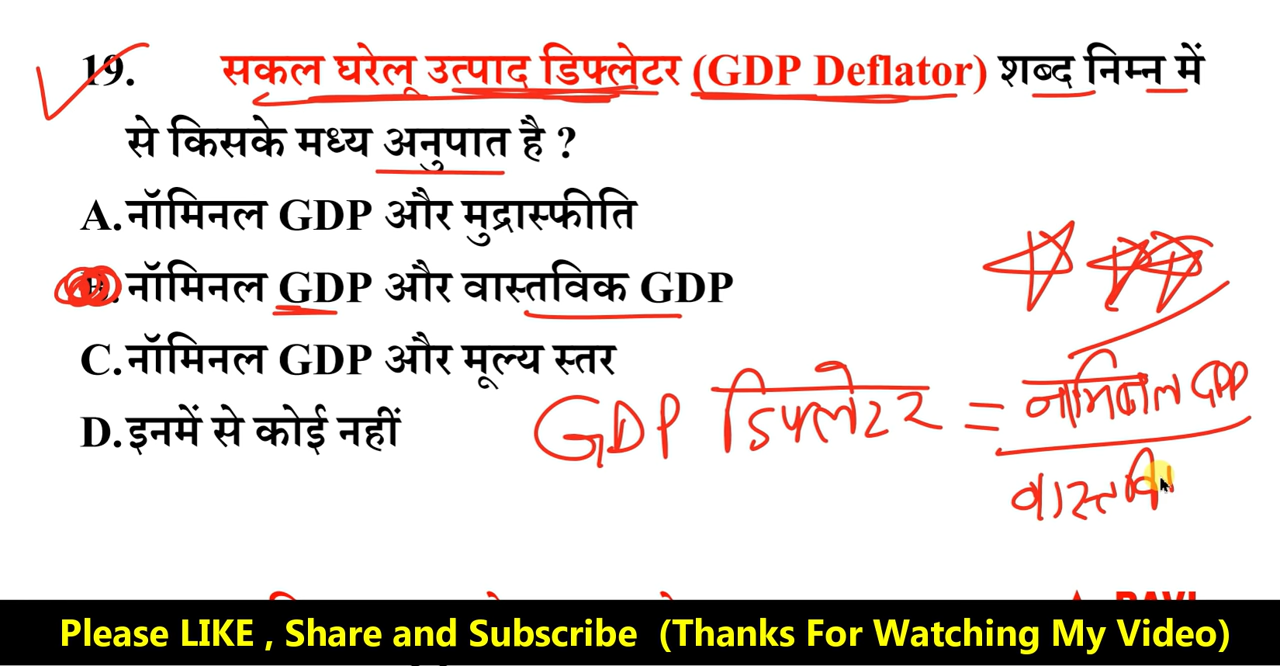 19. सकल घरेलू उत्पाद डिफ्लेटर (GDP Deflator) शब्द निम्न में
से किसके मध्य अनुपात है ?
A. नॉमिनल GDP और मुद्रास्फीति
नॉमिनल GDP और वास्तविक GDP
C. नॉमिनल GDP और मूल्य स्तर
D. इनमें से कोई नहीं
GDP डिफ्लेटर = नामिनल GDP
वास्तवि
Please LIKE , Share and Subscribe (Thanks For Watching My Video)